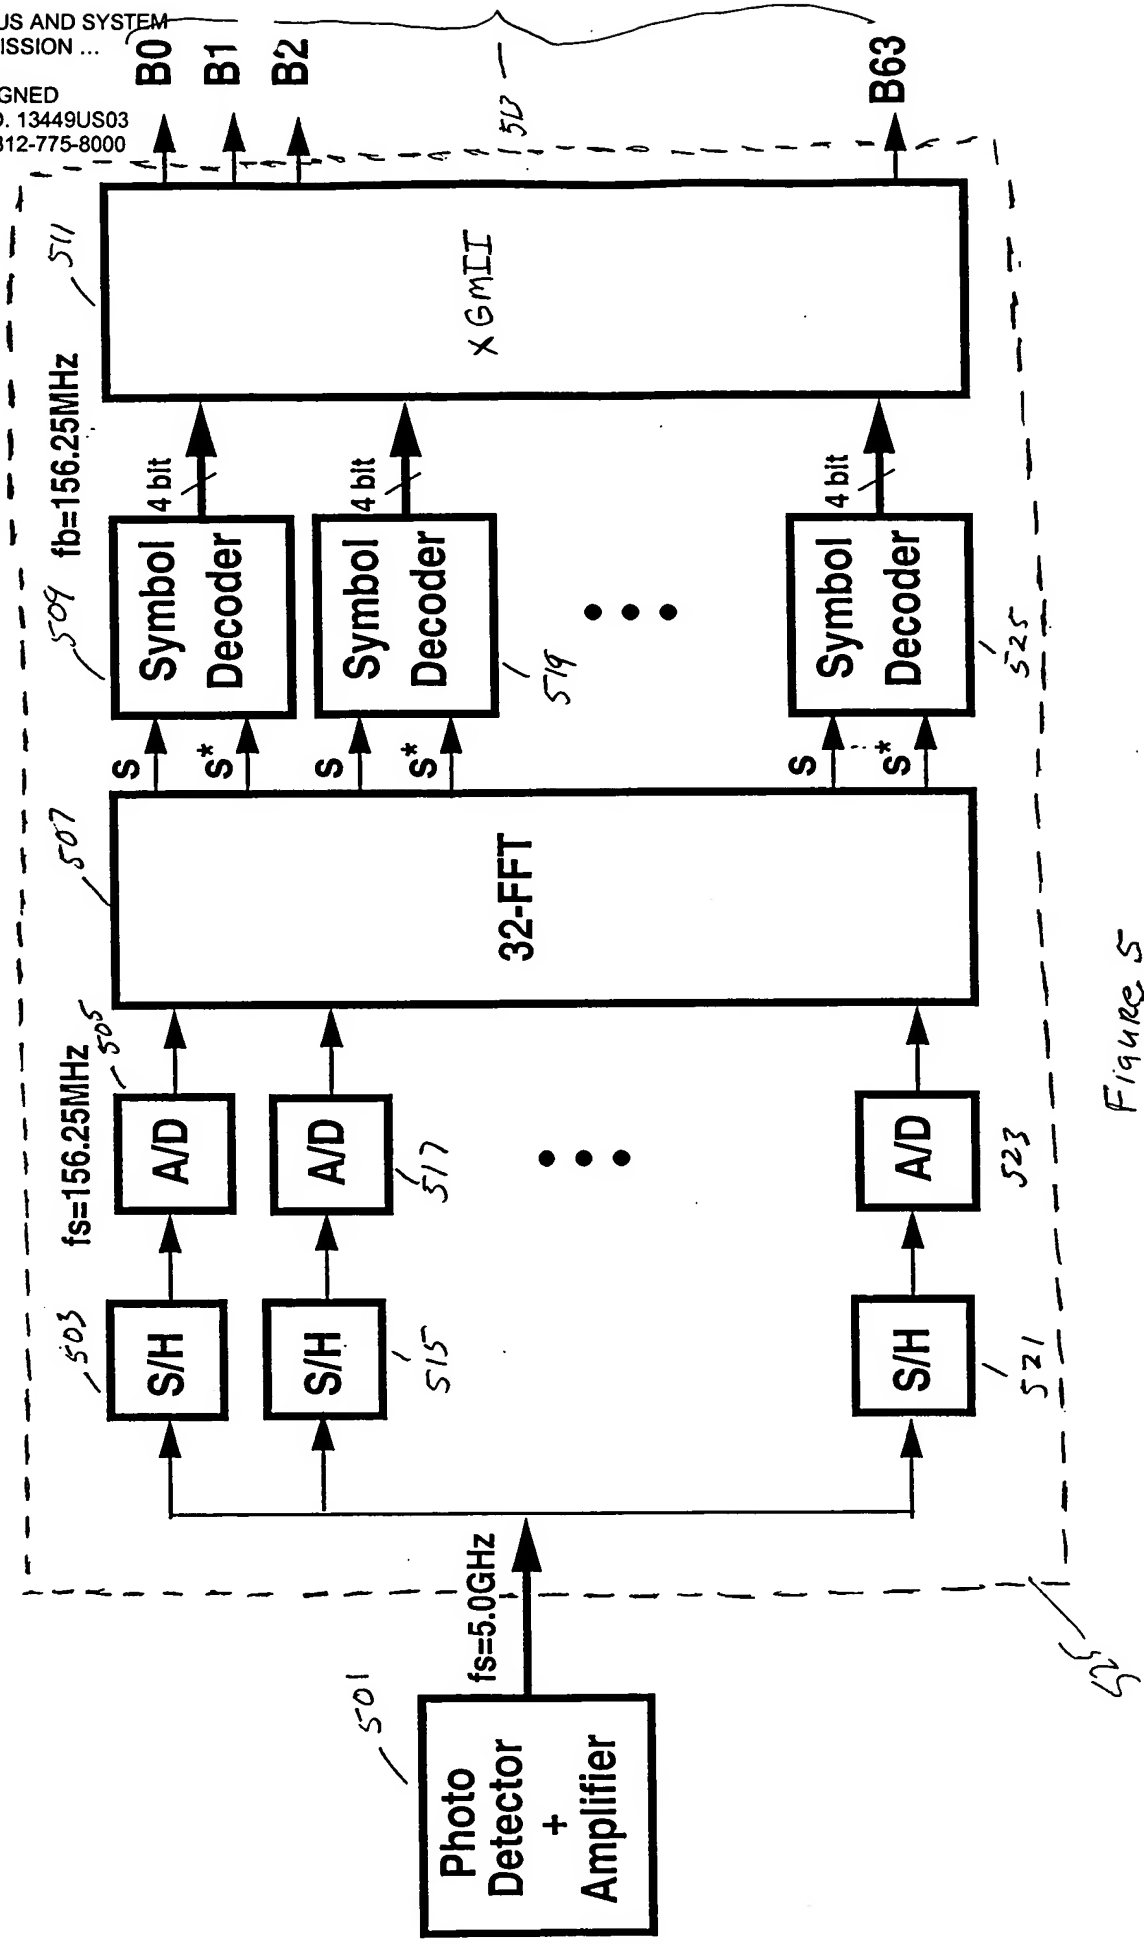 US AND SYSTEM
ISSION ...
GNED
O. 13449US03
312-775-8000
B0
B1
B2
B63
513
511
XGMII
fb=156.25MHz
4 bit
4 bit
4 bit
509
Symbol
Decoder
Symbol
Decoder
519
Symbol
Decoder
525
s
s*
s
s*
s
s*
507
32-FFT
fs=156.25MHz
505
A/D
A/D
517
A/D
523
503
S/H
S/H
515
S/H
521
fs=5.0GHz
501
Photo
Detector
+
Amplifier
Figure 5